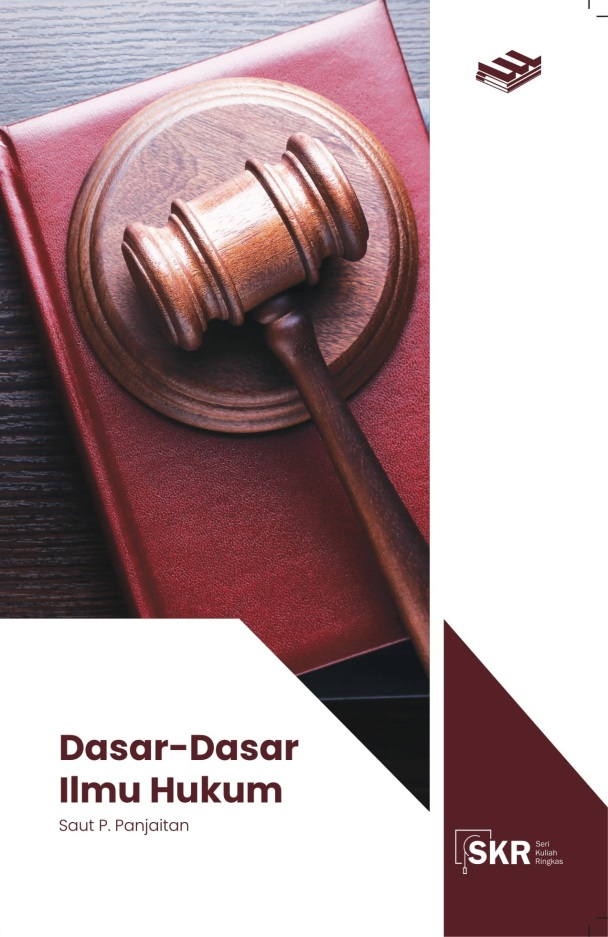 Dasar-Dasar
Ilmu Hukum
Saut P. Panjaitan
SKR
Seri
Kuliah
Ringkas